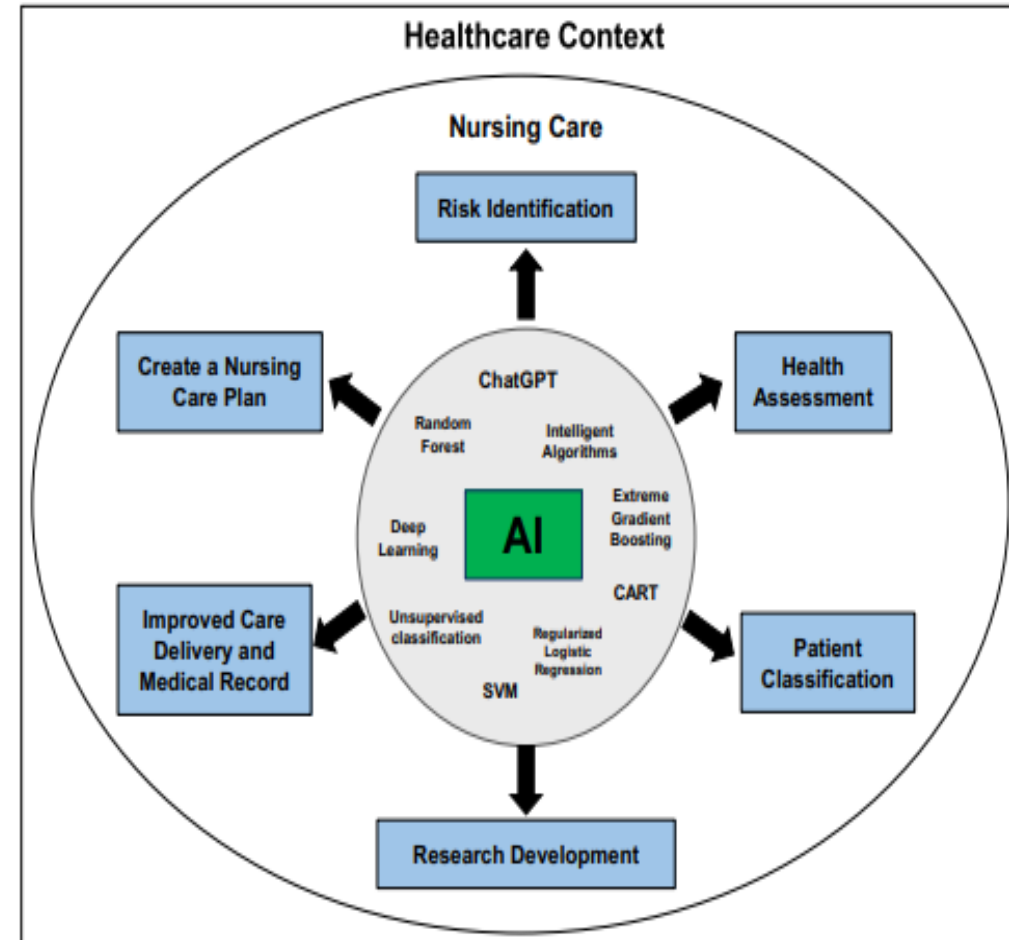 Healthcare Context
Nursing Care
Risk Identification
Create a Nursing
Care Plan
Health
Assessment
ChatGPT
Random
Forest
Intelligent
Algorithms
Deep
Learning
AI
Extreme
Gradient
Boosting
CART
Unsupervised
classification
Regularized
Logistic
Regression
SVM
Improved Care
Delivery and
Medical Record
Patient
Classification
Research Development